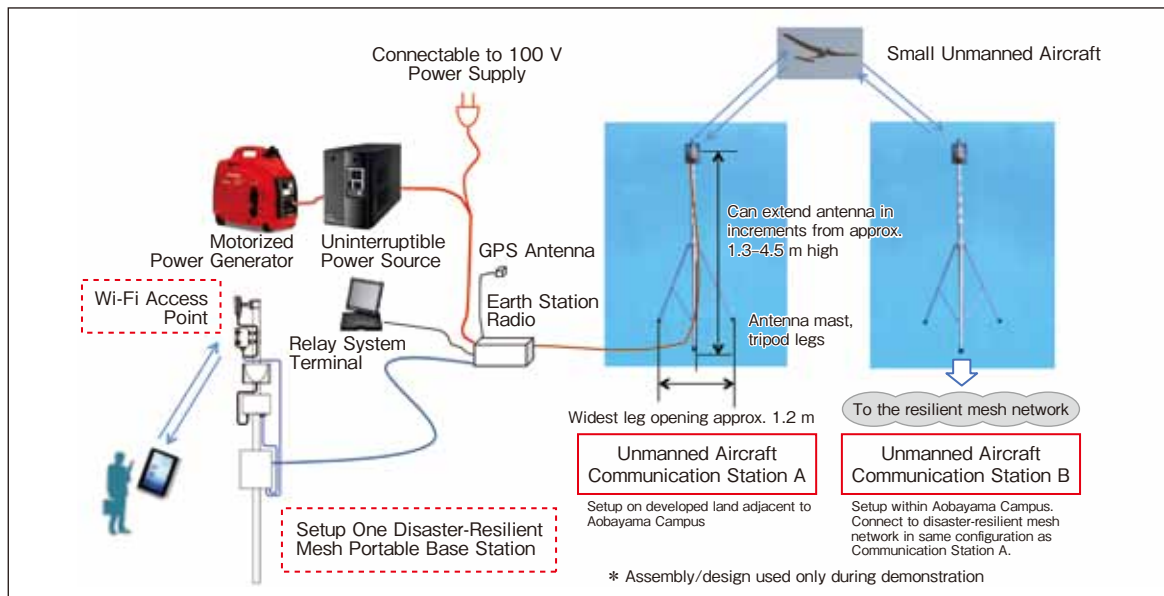 Connectable to 100 V
Power Supply
Small Unmanned Aircraft
Motorized
Power Generator
Uninterruptible
Power Source
GPS Antenna
Can extend antenna in
increments from approx.
1.3–4.5 m high
Wi-Fi Access
Point
Earth Station
Radio
Relay System
Terminal
Antenna mast,
tripod legs
Widest leg opening approx. 1.2 m
To the resilient mesh network
Unmanned Aircraft
Communication Station A
Unmanned Aircraft
Communication Station B
Setup on developed land adjacent to
Aobayama Campus
Setup within Aobayama Campus.
Connect to disaster-resilient mesh
network in same configuration as
Communication Station A.
Setup One Disaster-Resilient
Mesh Portable Base Station
* Assembly/design used only during demonstration